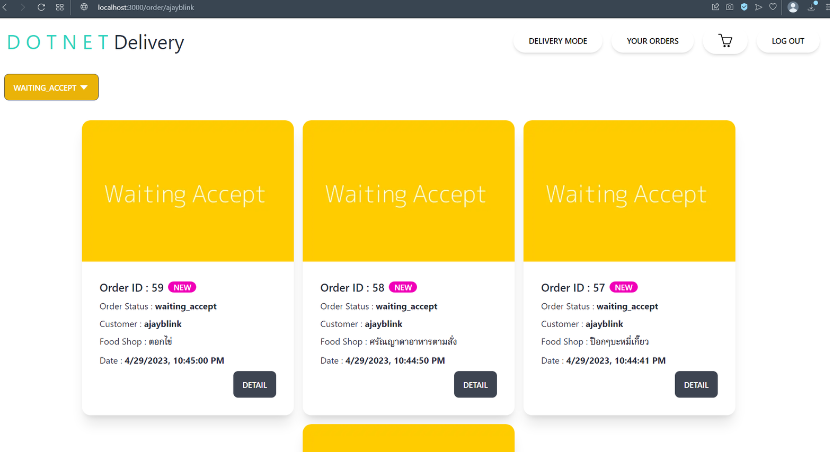 localhost:3000/order/ajayblink
DOTNET Delivery
DELIVERY MODE
YOUR ORDERS
LOG OUT
WAITING_ACCEPT
Waiting Accept
Order ID : 59 NEW
Order Status : waiting_accept
Customer : ajayblink
Food Shop : ตอกไข่
Date : 4/29/2023, 10:45:00 PM
DETAIL
Waiting Accept
Order ID : 58 NEW
Order Status : waiting_accept
Customer : ajayblink
Food Shop : ศรัณญาดาอาหารตามสั่ง
Date : 4/29/2023, 10:44:50 PM
DETAIL
Waiting Accept
Order ID : 57 NEW
Order Status : waiting_accept
Customer : ajayblink
Food Shop : ป๊อกๆบะหมี่เกี๊ยว
Date : 4/29/2023, 10:44:41 PM
DETAIL